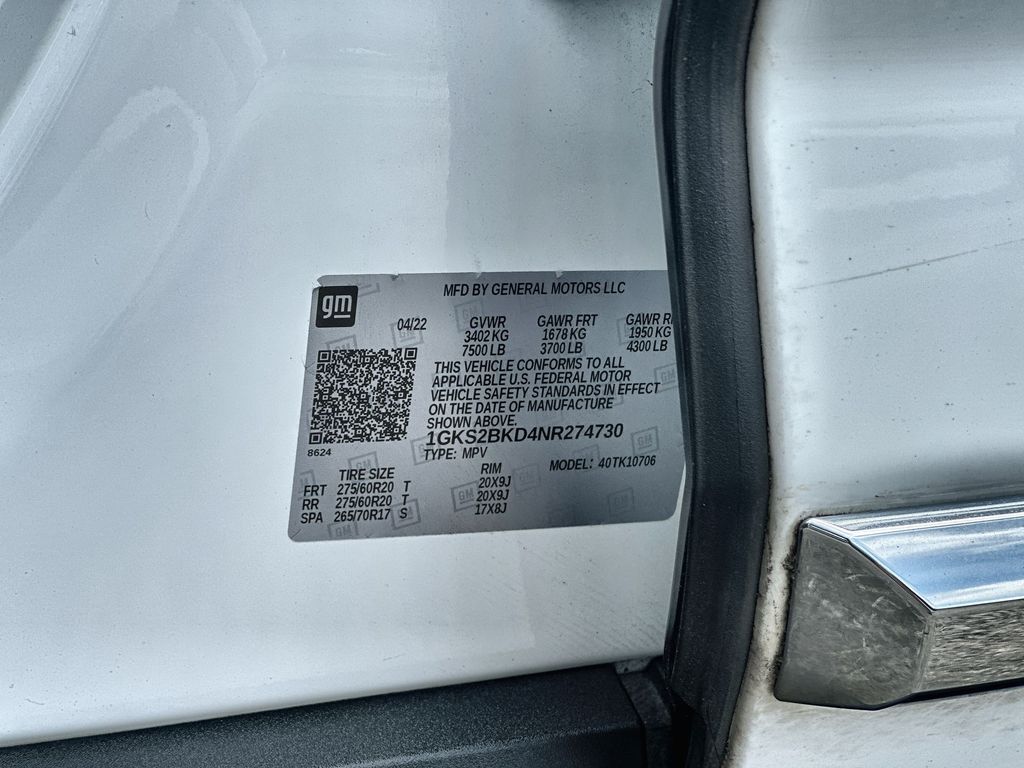 gm
MFD BY GENERAL MOTORS LLC
04/22 GVWR GAWR FRT GAWR
3402 KG 1678 KG 1950 KG
7500 LB 3700 LB 4300 LB
THIS VEHICLE CONFORMS TO ALL
APPLICABLE U.S. FEDERAL MOTOR
VEHICLE SAFETY STANDARDS IN EFFECT
ON THE DATE OF MANUFACTURE
SHOWN ABOVE.
1GKS2BKD4NR274730
8624
TYPE: MPV MODEL: 40TK10706
TIRE SIZE RIM
FRT 275/60R20 T 20X9J
RR 275/60R20 T 20X9J
SPA 265/70R17 S 17X8J